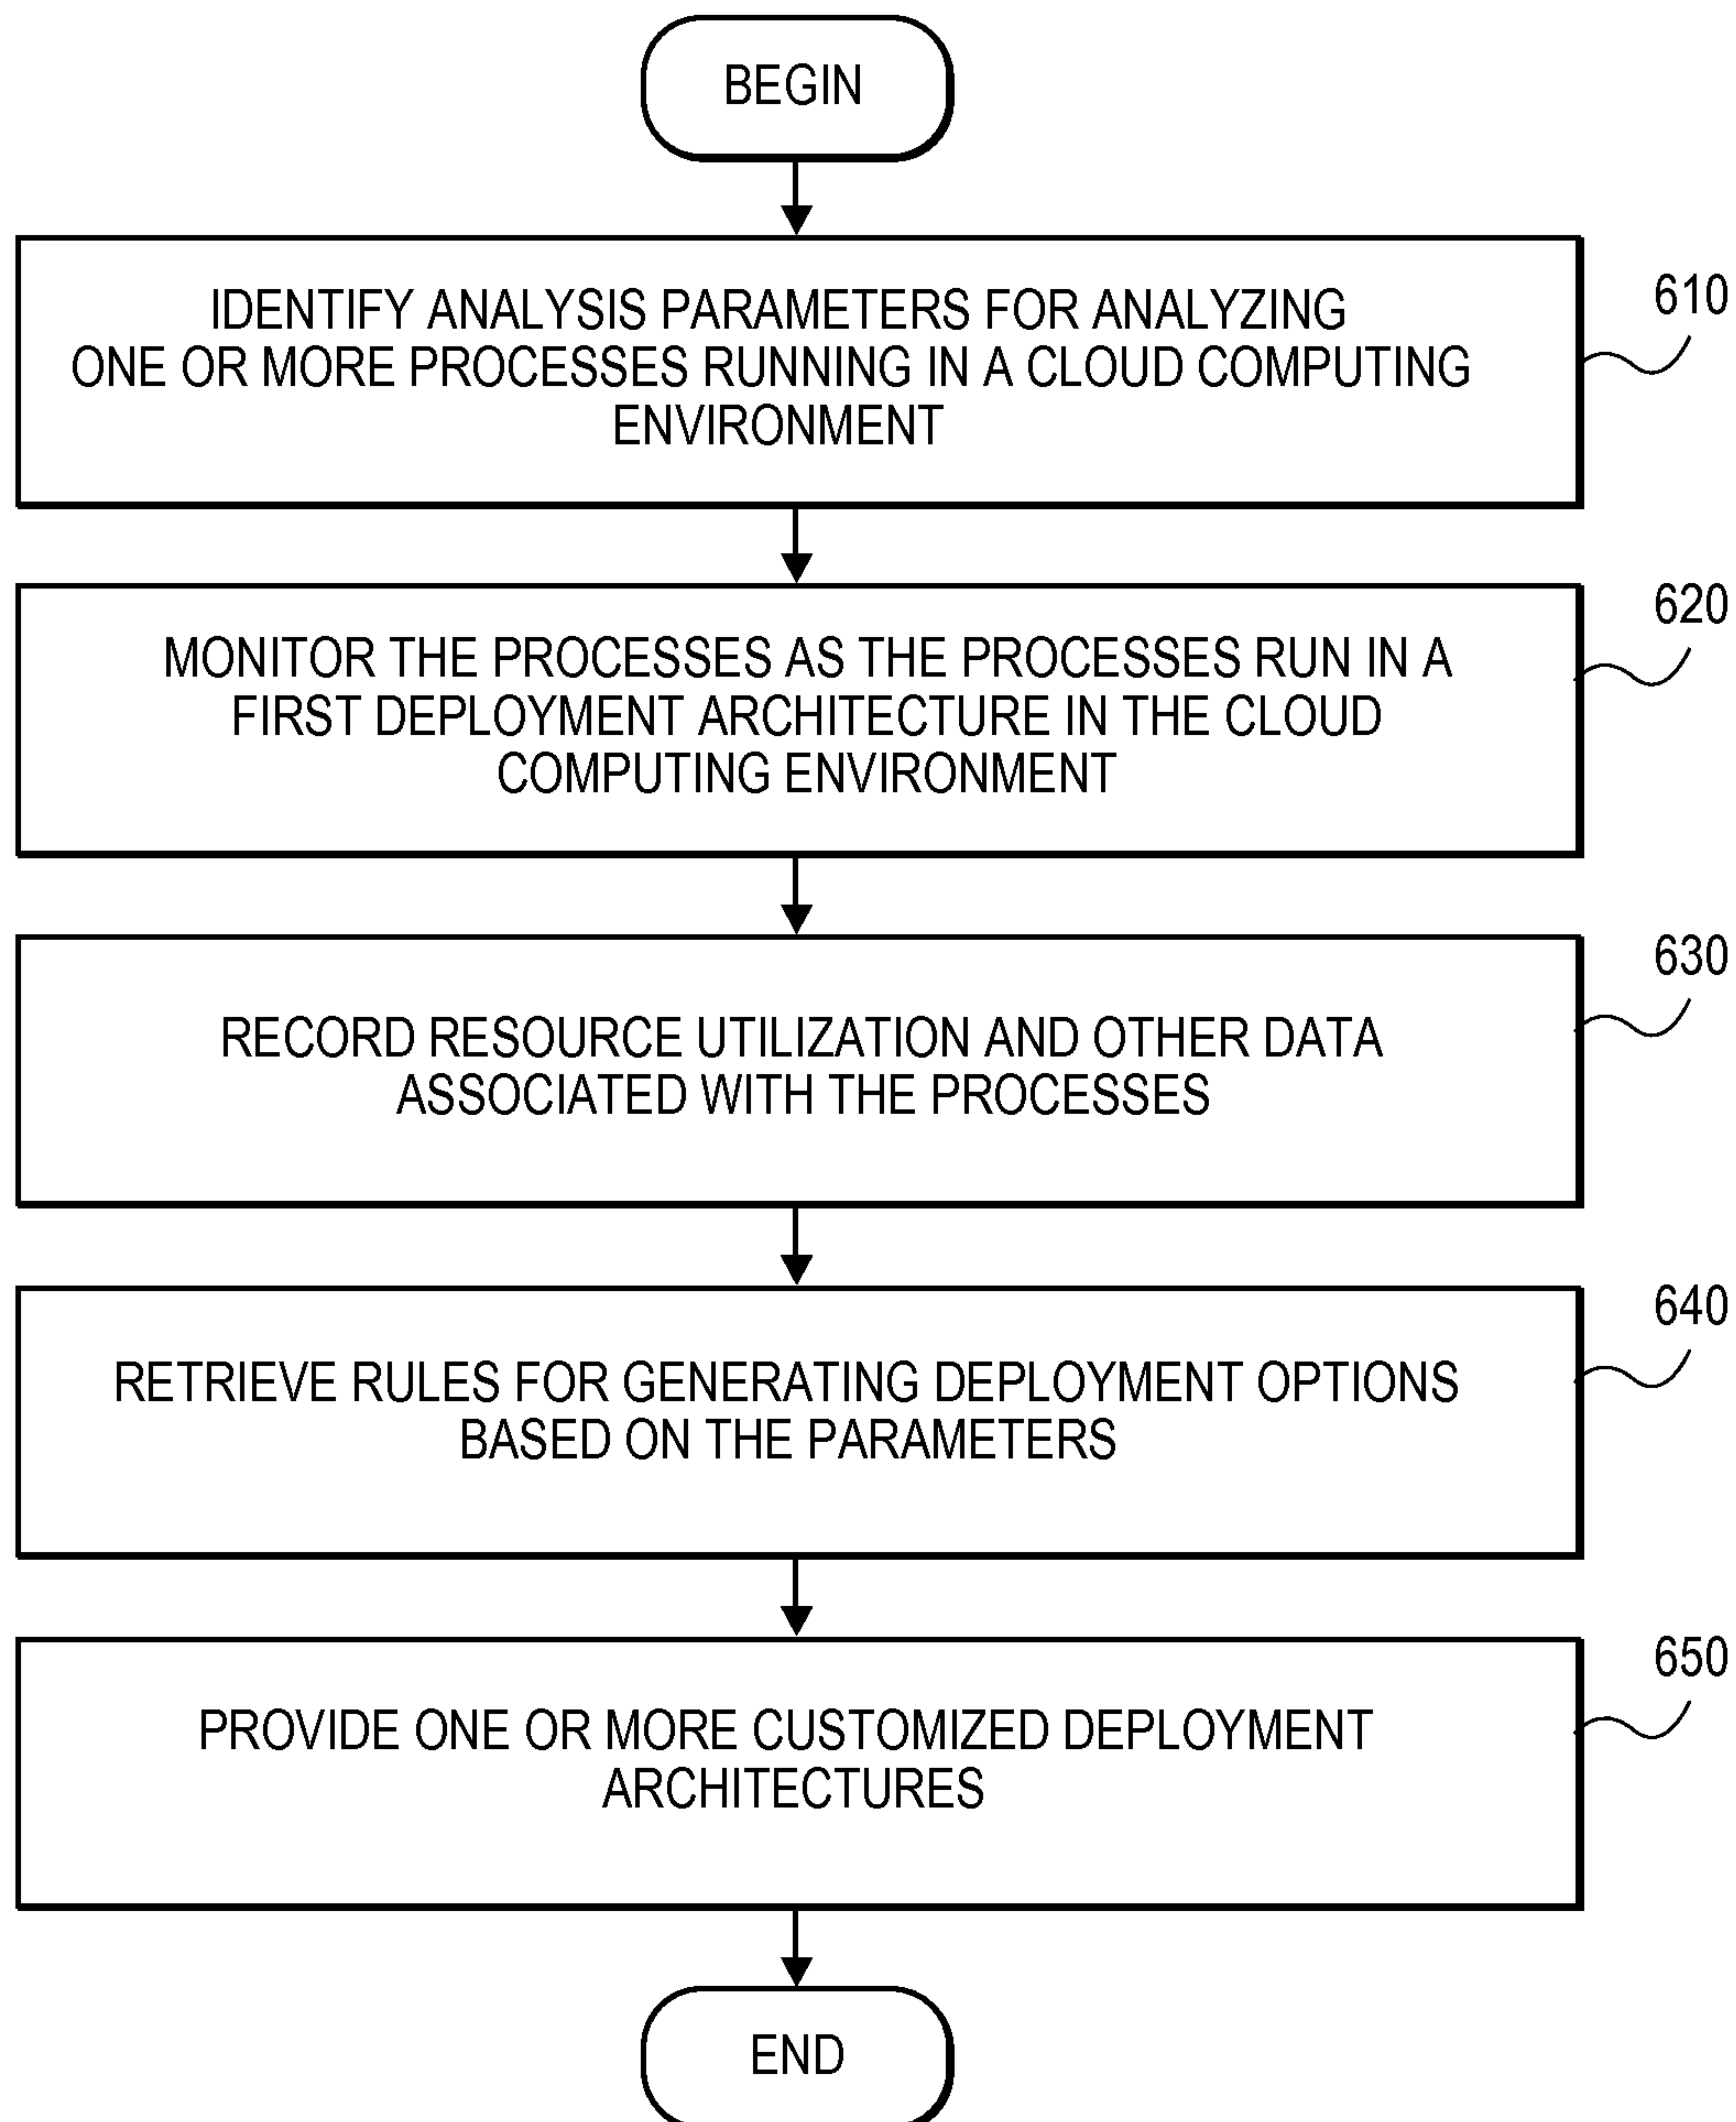 BEGIN
IDENTIFY ANALYSIS PARAMETERS FOR ANALYZING
ONE OR MORE PROCESSES RUNNING IN A CLOUD COMPUTING
ENVIRONMENT
610
MONITOR THE PROCESSES AS THE PROCESSES RUN IN A
FIRST DEPLOYMENT ARCHITECTURE IN THE CLOUD
COMPUTING ENVIRONMENT
620
RECORD RESOURCE UTILIZATION AND OTHER DATA
ASSOCIATED WITH THE PROCESSES
630
RETRIEVE RULES FOR GENERATING DEPLOYMENT OPTIONS
BASED ON THE PARAMETERS
640
PROVIDE ONE OR MORE CUSTOMIZED DEPLOYMENT
ARCHITECTURES
650
END